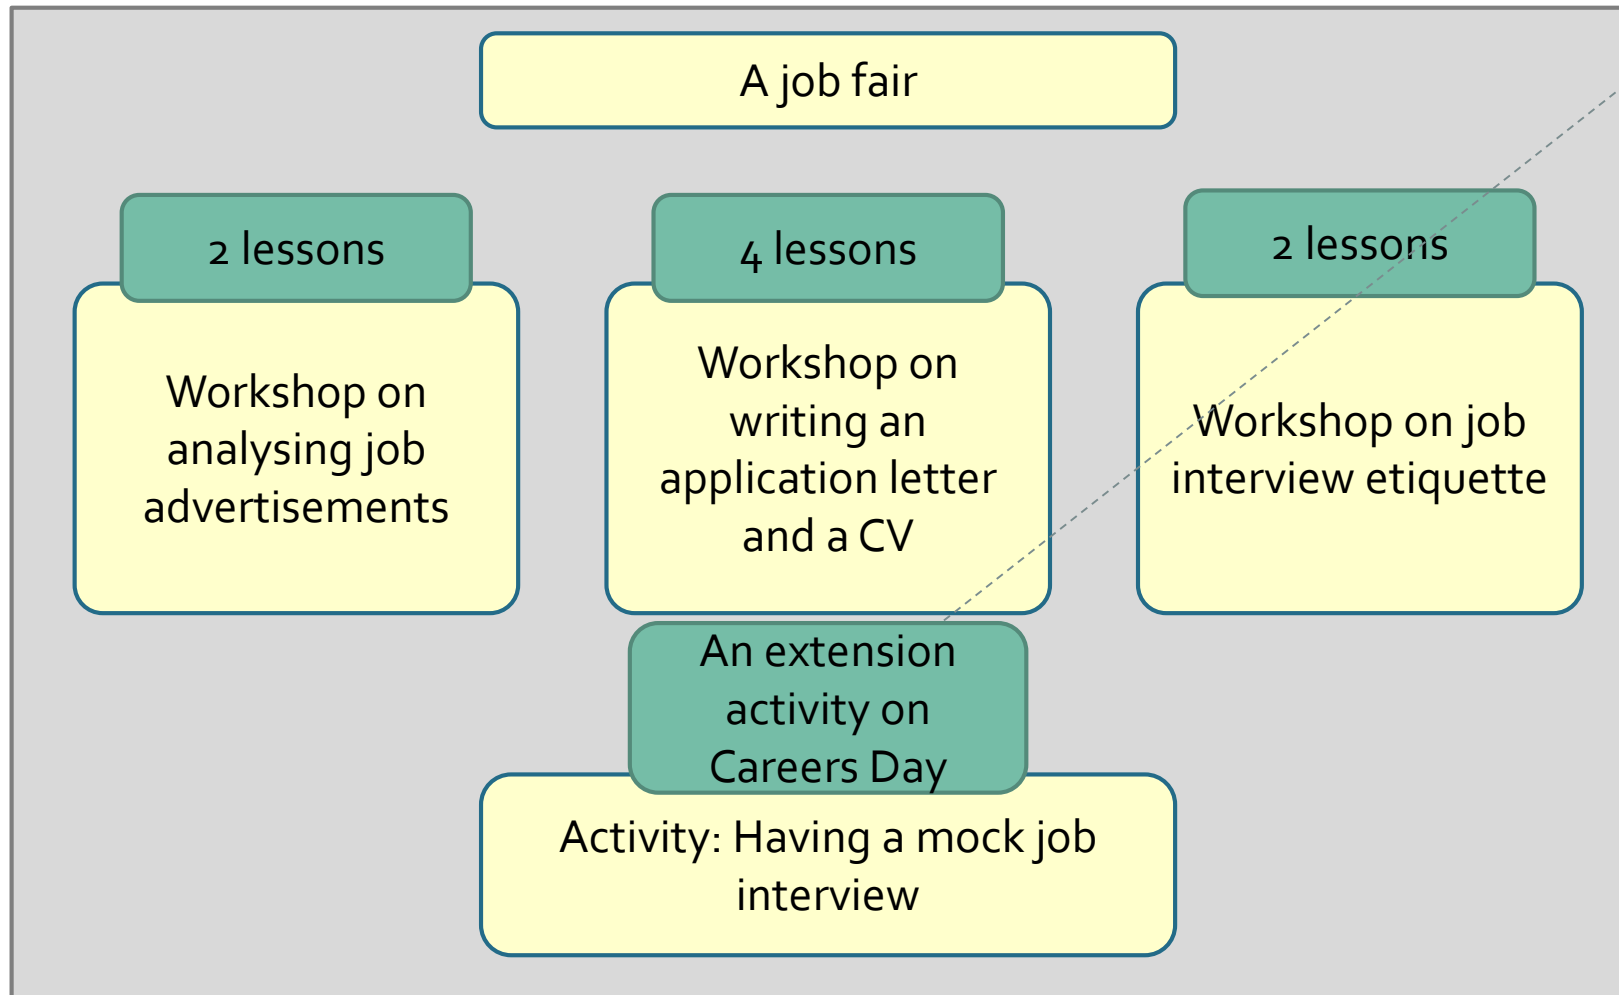 A job fair
2 lessons
Workshop on
analysing job
advertisements
4 lessons
Workshop on
writing an
application letter
and a CV
2 lessons
Workshop on job
interview etiquette
An extension
activity on
Careers Day
Activity: Having a mock job
interview